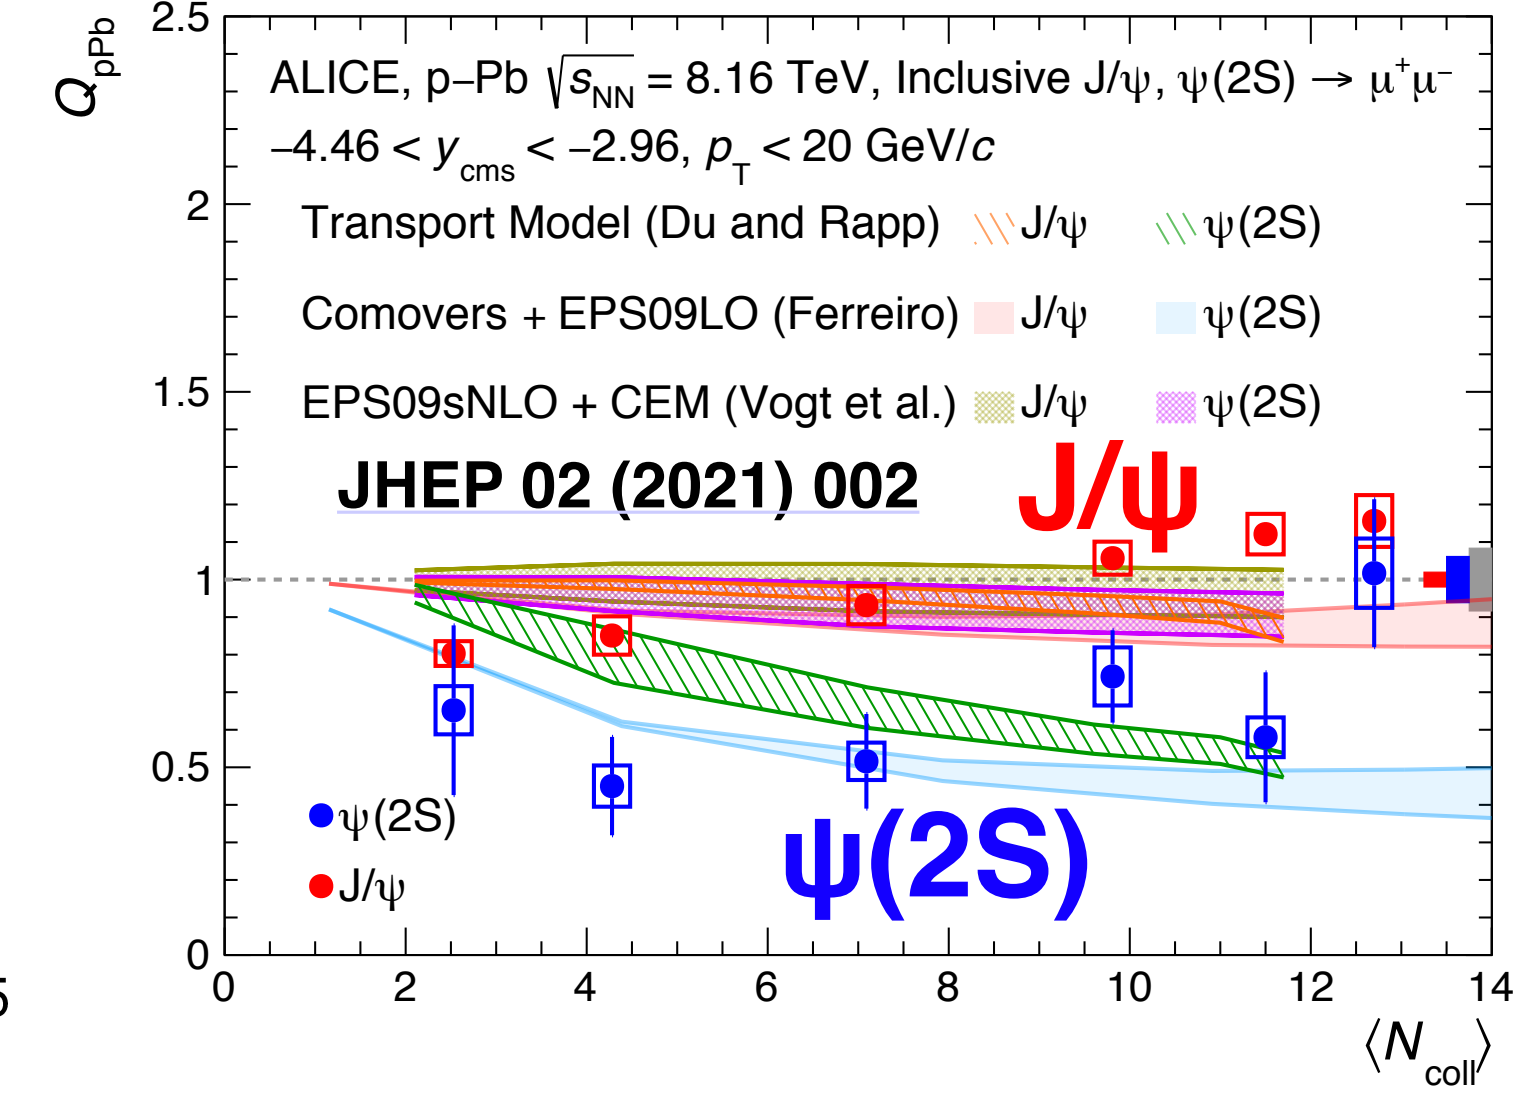 2.5
Q_pPb
ALICE, p–Pb √s_NN = 8.16 TeV, Inclusive J/ψ, ψ(2S) → μ⁺μ⁻
–4.46 < y_cms < –2.96, p_T < 20 GeV/c
2
Transport Model (Du and Rapp) J/ψ ψ(2S)
Comovers + EPS09LO (Ferreiro) J/ψ ψ(2S)
1.5
EPS09sNLO + CEM (Vogt et al.) J/ψ ψ(2S)
JHEP 02 (2021) 002
J/ψ
1
0.5
ψ(2S)
ψ(2S)
J/ψ
0
5
0 2 4 6 8 10 12 14
⟨N_coll⟩